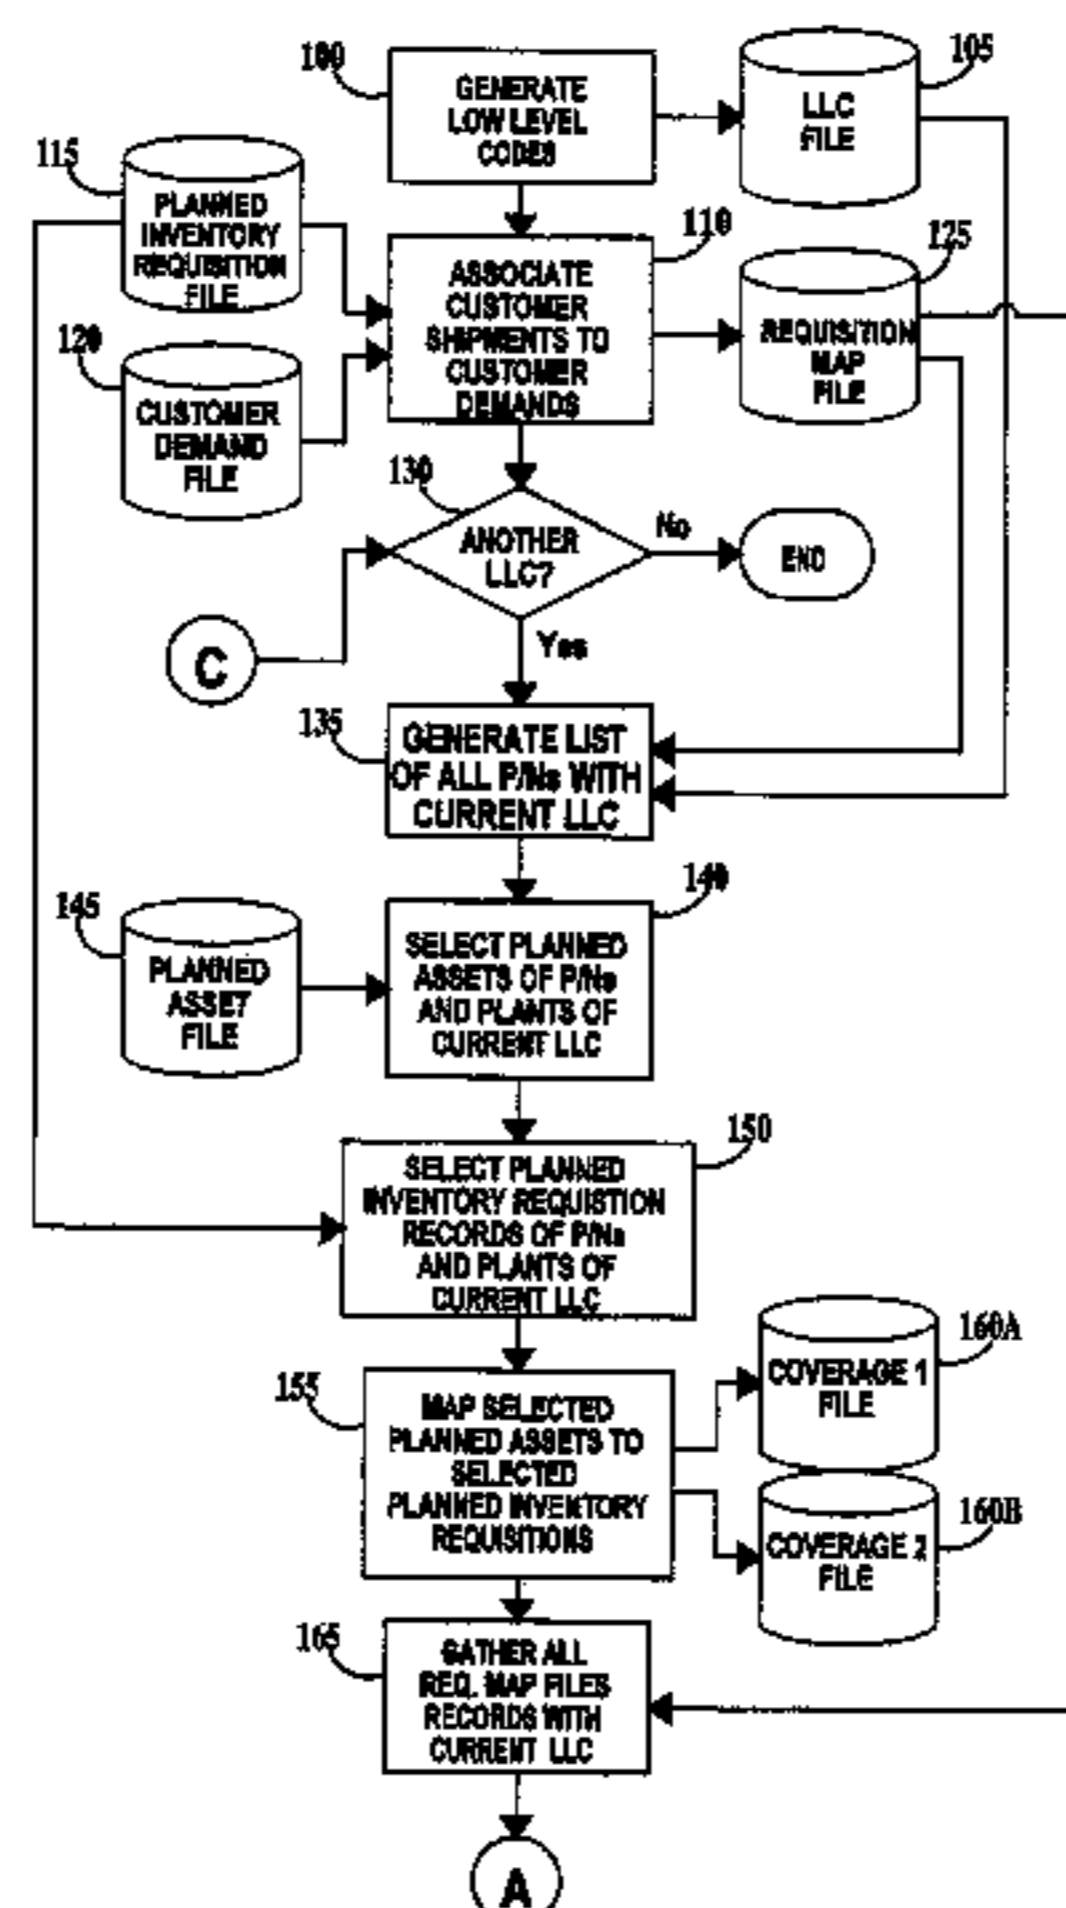 100
GENERATE
LOW LEVEL
CODES
105
LLC
FILE
115
PLANNED
INVENTORY
REQUISITION
FILE
110
ASSOCIATE
CUSTOMER
SHIPMENTS TO
CUSTOMER
DEMANDS
125
REQUISITION
MAP
FILE
120
CUSTOMER
DEMAND
FILE
130
ANOTHER
LLC?
No
END
Yes
C
135
GENERATE LIST
OF ALL P/Ns WITH
CURRENT LLC
140
SELECT PLANNED
ASSETS OF P/Ns
AND PLANTS OF
CURRENT LLC
145
PLANNED
ASSET
FILE
150
SELECT PLANNED
INVENTORY REQUISTION
RECORDS OF P/Ns
AND PLANTS OF
CURRENT LLC
155
MAP SELECTED
PLANNED ASSETS TO
SELECTED
PLANNED INVENTORY
REQUISITIONS
160A
COVERAGE 1
FILE
160B
COVERAGE 2
FILE
165
GATHER ALL
REQ. MAP FILES
RECORDS WITH
CURRENT LLC
A